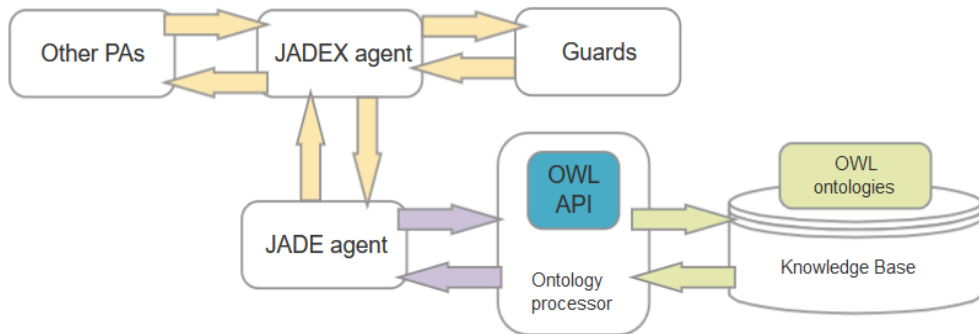 Other PAs
JADEX agent
Guards
OWL
API
OWL
ontologies
JADE agent
Ontology
processor
Knowledge Base